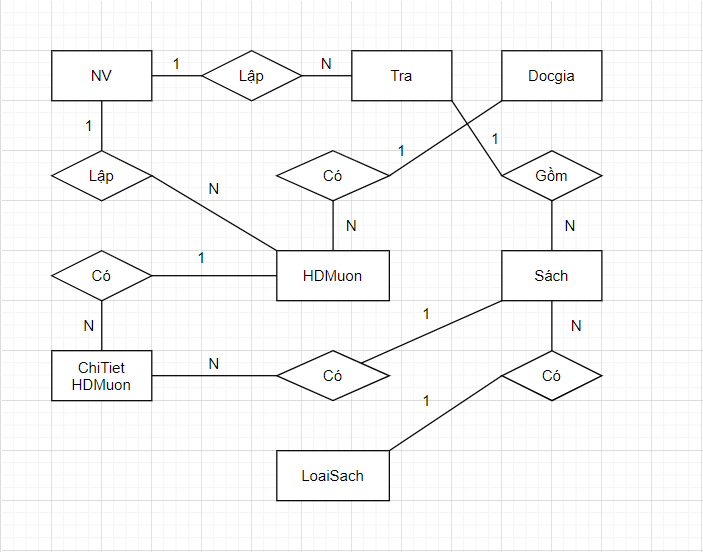 NV
1
Lập
N
Tra
Docgia
1
1
1
Lập
N
Có
Gồm
N
N
Có
1
HDMuon
Sách
N
1
N
ChiTiet
HDMuon
N
Có
Có
1
LoaiSach